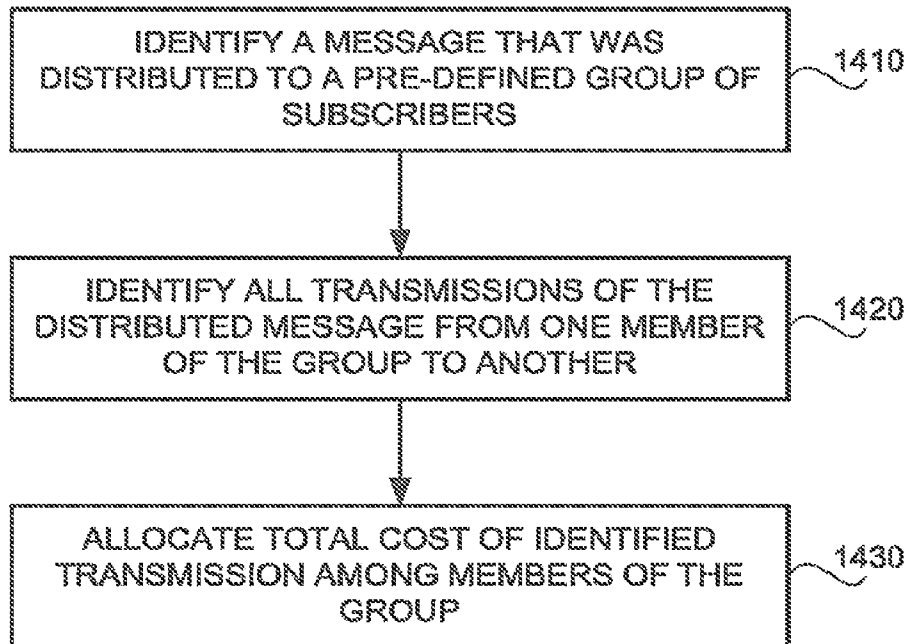 IDENTIFY A MESSAGE THAT WAS
DISTRIBUTED TO A PRE-DEFINED GROUP OF
SUBSCRIBERS
1410
IDENTIFY ALL TRANSMISSIONS OF THE
DISTRIBUTED MESSAGE FROM ONE MEMBER
OF THE GROUP TO ANOTHER
1420
ALLOCATE TOTAL COST OF IDENTIFIED
TRANSMISSION AMONG MEMBERS OF THE
GROUP
1430